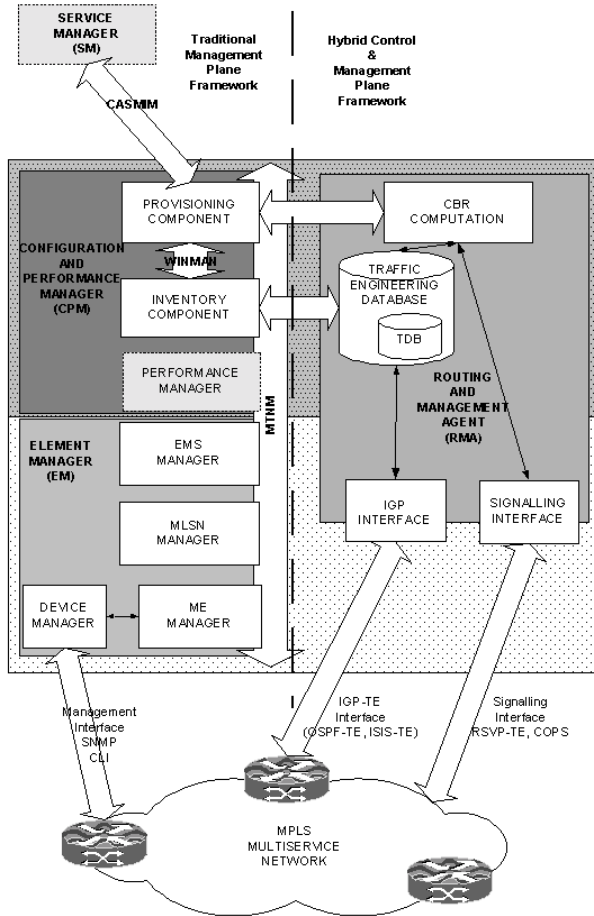 SERVICE
MANAGER
(SM)
Traditional
Management
Plane
Framework
Hybrid Control
&
Management
Plane
Framework
CASMIM
PROVISIONING
COMPONENT
CBR
COMPUTATION
CONFIGURATION
AND
PERFORMANCE
MANAGER
(CPM)
WINMAN
INVENTORY
COMPONENT
TRAFFIC
ENGINEERING
DATABASE
TDB
PERFORMANCE
MANAGER
MTNM
ROUTING
AND
MANAGEMENT
AGENT
(RMA)
ELEMENT
MANAGER
(EM)
EMS
MANAGER
IGP
INTERFACE
SIGNALLING
INTERFACE
MLSN
MANAGER
DEVICE
MANAGER
ME
MANAGER
Management
Interface
SNMP
CLI
IGP-TE
Interface
(OSPF-TE, ISIS-TE)
Signalling
Interface
RSVP-TE, COPS
MPLS
MULTISERVICE
NETWORK